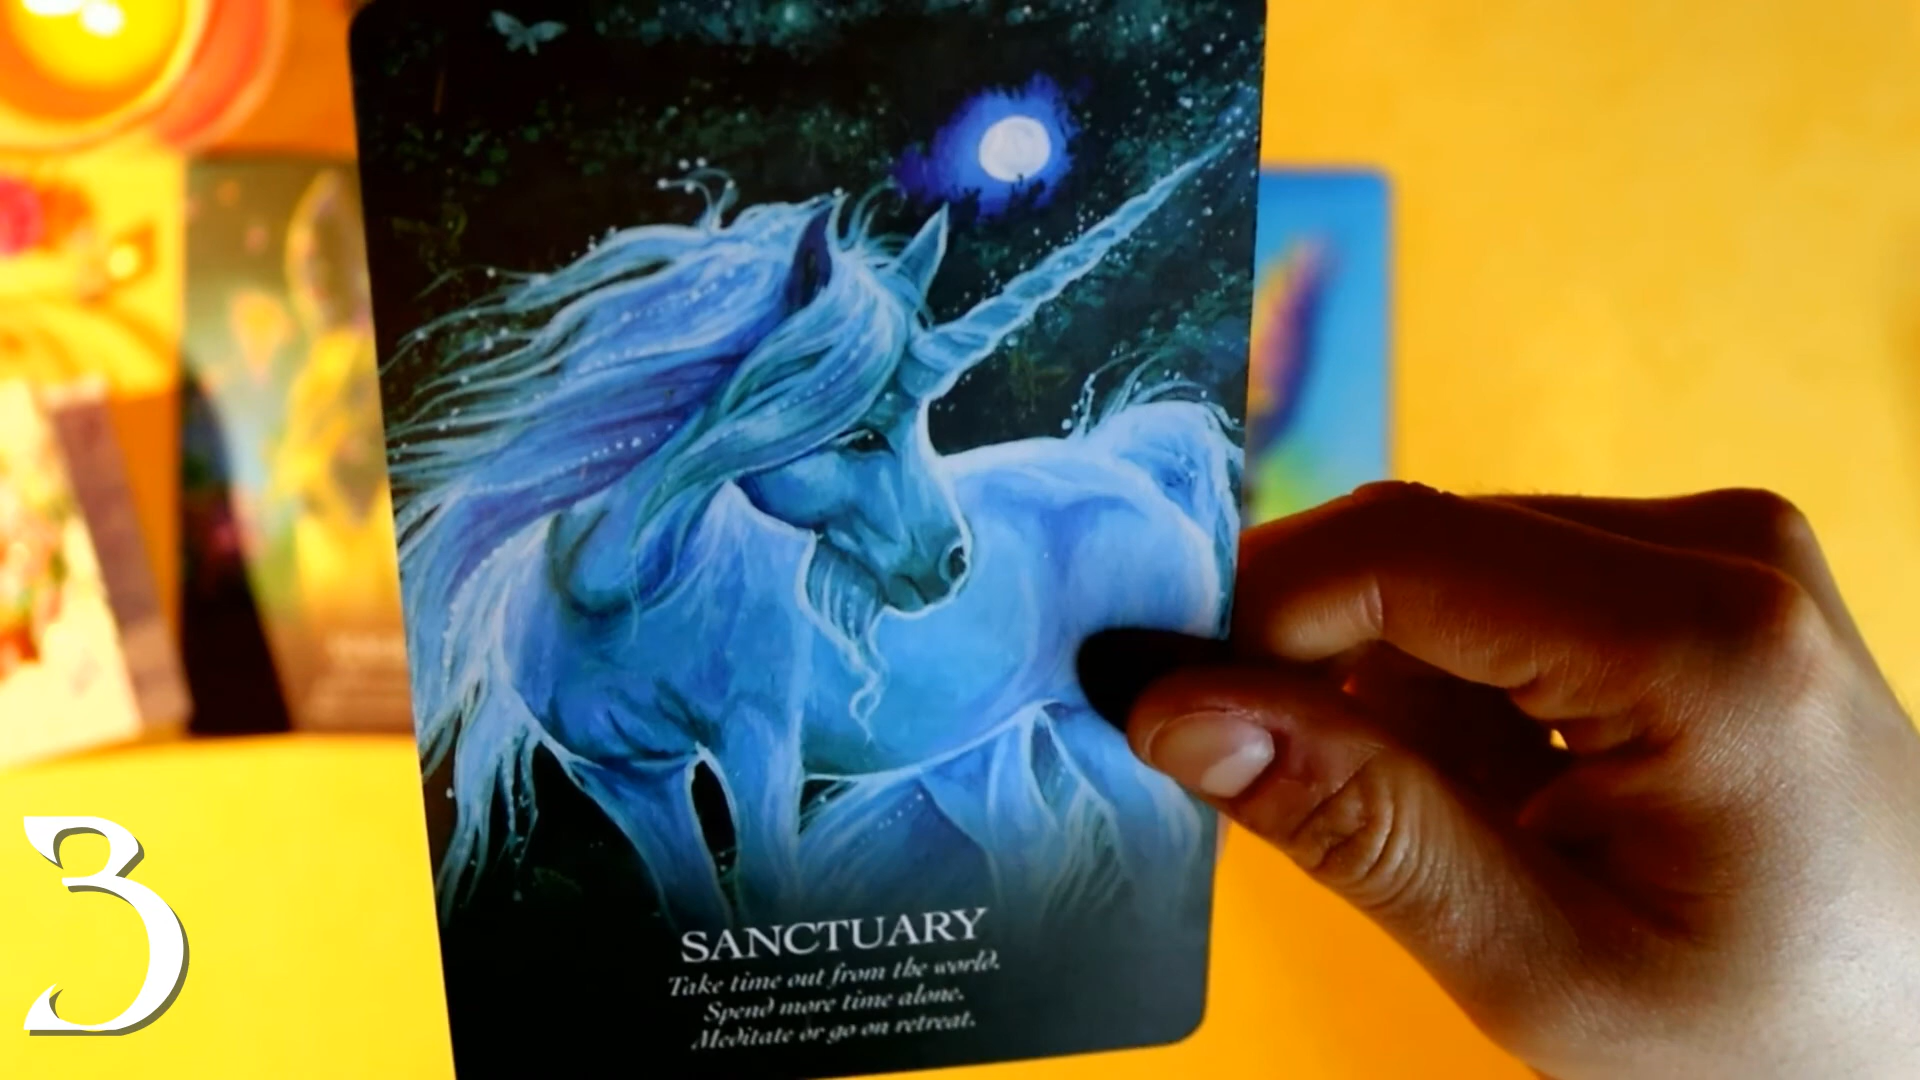 SANCTUARY
Take time out from the world.
Spend more time alone.
Meditate or go on retreat.
3